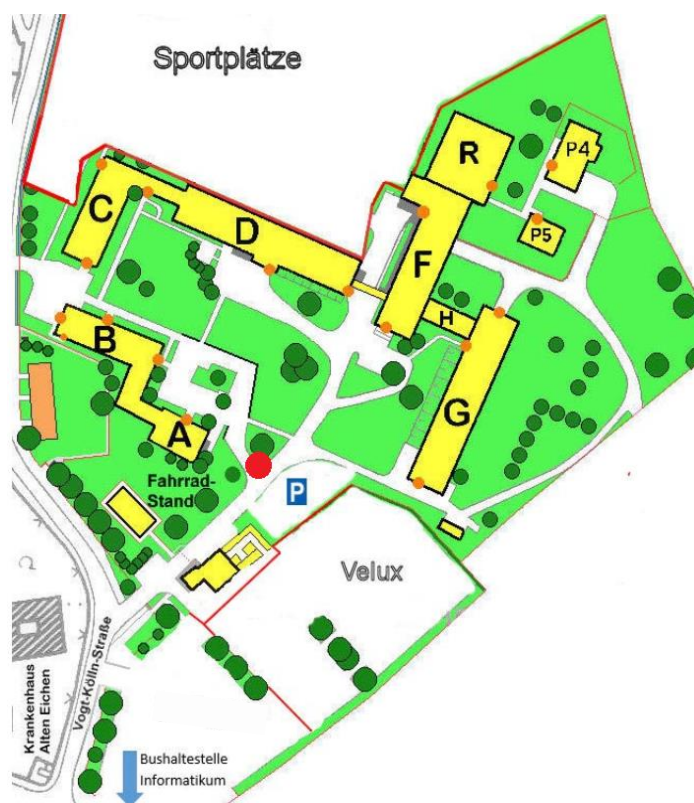 Sportplätze
R
P4
C
D
P5
F
H
B
G
A
Fahrrad-
Stand
P
Velux
Krankenhaus
Alten Eichen
Vogt-Kölln-Straße
Bushaltestelle
Informatikum